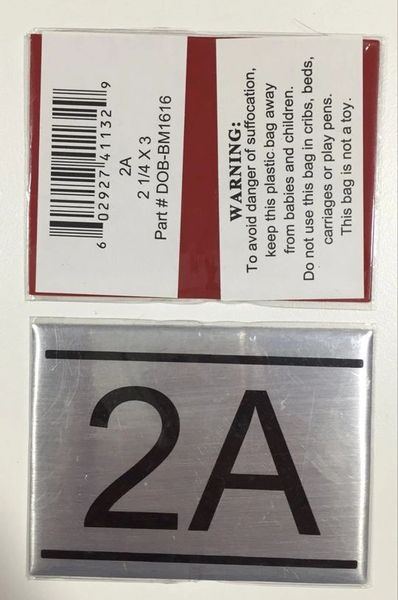 6 02927 41132 9
2A
2 1/4 X 3
Part # DOB-BM1616
WARNING:
To avoid danger of suffocation,
keep this plastic bag away
from babies and children.
Do not use this bag in cribs, beds,
carriages or play pens.
This bag is not a toy.
2A